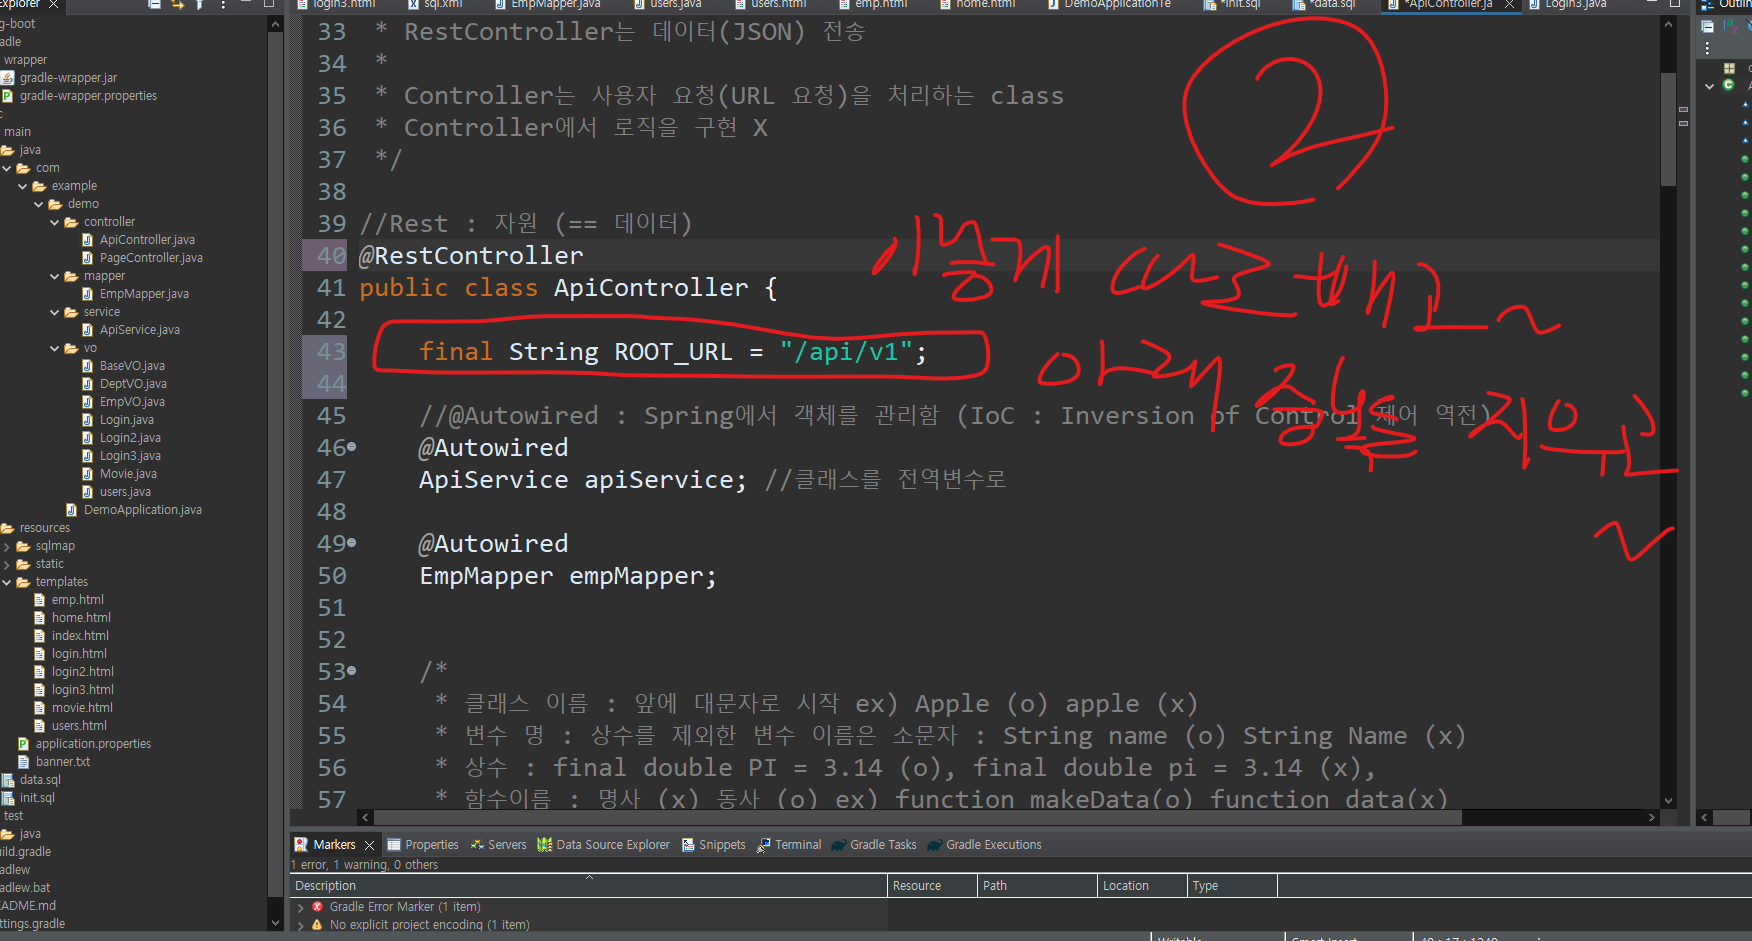 Explorer
login3.html
sql.xml
EmpMapper.java
users.java
users.html
emp.html
home.html
DemoApplicationTe
*init.sql
*data.sql
*ApiController.ja
Login3.java
Outlin
g-boot
adle
wrapper
gradle-wrapper.jar
gradle-wrapper.properties
c
main
java
com
example
demo
controller
ApiController.java
PageController.java
mapper
EmpMapper.java
service
ApiService.java
vo
BaseVO.java
DeptVO.java
EmpVO.java
Login.java
Login2.java
Login3.java
Movie.java
users.java
DemoApplication.java
resources
sqlmap
static
templates
emp.html
home.html
index.html
login.html
login2.html
login3.html
movie.html
users.html
application.properties
banner.txt
data.sql
init.sql
test
java
ild.gradle
adlew
adlew.bat
EADME.md
ttings.gradle
33 * RestController는 데이터(JSON) 전송
34 *
35 * Controller는 사용자 요청(URL 요청)을 처리하는 class
36 * Controller에서 로직을 구현 X
37 */
38
39 //Rest : 자원 (== 데이터)
40 @RestController
41 public class ApiController {
42
43 final String ROOT_URL = "/api/v1";
44
45 //@Autowired : Spring에서 객체를 관리함 (IoC : Inversion of Control 제어 역전)
46 @Autowired
47 ApiService apiService; //클래스를 전역변수로
48
49 @Autowired
50 EmpMapper empMapper;
51
52
53 /*
54 * 클래스 이름 : 앞에 대문자로 시작 ex) Apple (o) apple (x)
55 * 변수 명 : 상수를 제외한 변수 이름은 소문자 : String name (o) String Name (x)
56 * 상수 : final double PI = 3.14 (o), final double pi = 3.14 (x),
57 * 함수이름 : 명사 (x) 동사 (o) ex) function makeData(o) function data(x)
2
이렇게 따로 빼고~
아래 중복들 지우고
~
Markers
Properties
Servers
Data Source Explorer
Snippets
Terminal
Gradle Tasks
Gradle Executions
1 error, 1 warning, 0 others
Description Resource Path Location Type
Gradle Error Marker (1 item)
No explicit project encoding (1 item)